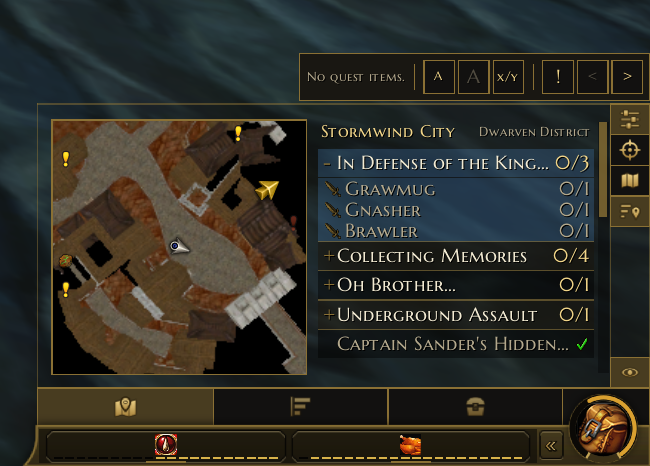 No quest items.
A
A
X/Y
!
<
>
Stormwind City
Dwarven District
- In Defense of the King... 0/3
Grawmug 0/1
Gnasher 0/1
Brawler 0/1
+ Collecting Memories 0/4
+ Oh Brother... 0/1
+ Underground Assault 0/1
Captain Sander's Hidden... ✓
«